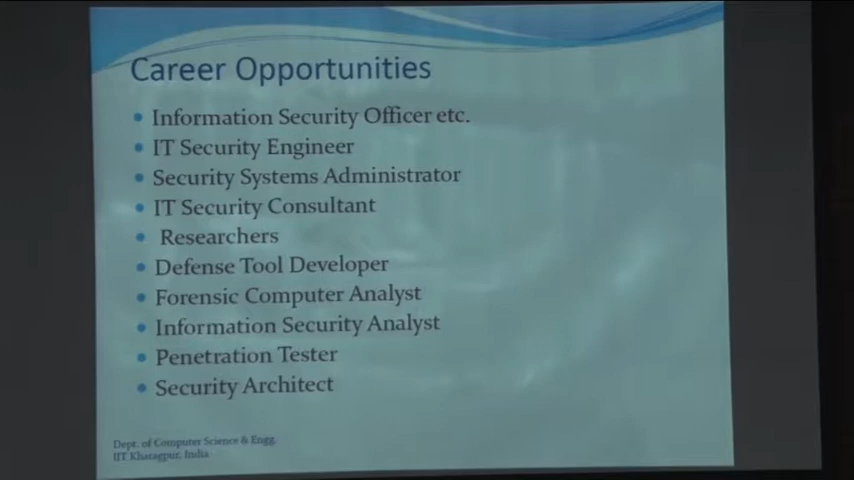 Career Opportunities
• Information Security Officer etc.
• IT Security Engineer
• Security Systems Administrator
• IT Security Consultant
• Researchers
• Defense Tool Developer
• Forensic Computer Analyst
• Information Security Analyst
• Penetration Tester
• Security Architect
Dept. of Computer Science & Engg.
IIT Kharagpur, India